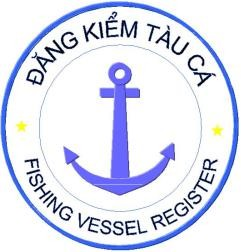 ĐĂNG KIỂM TÀU CÁ
FISHING VESSEL REGISTER